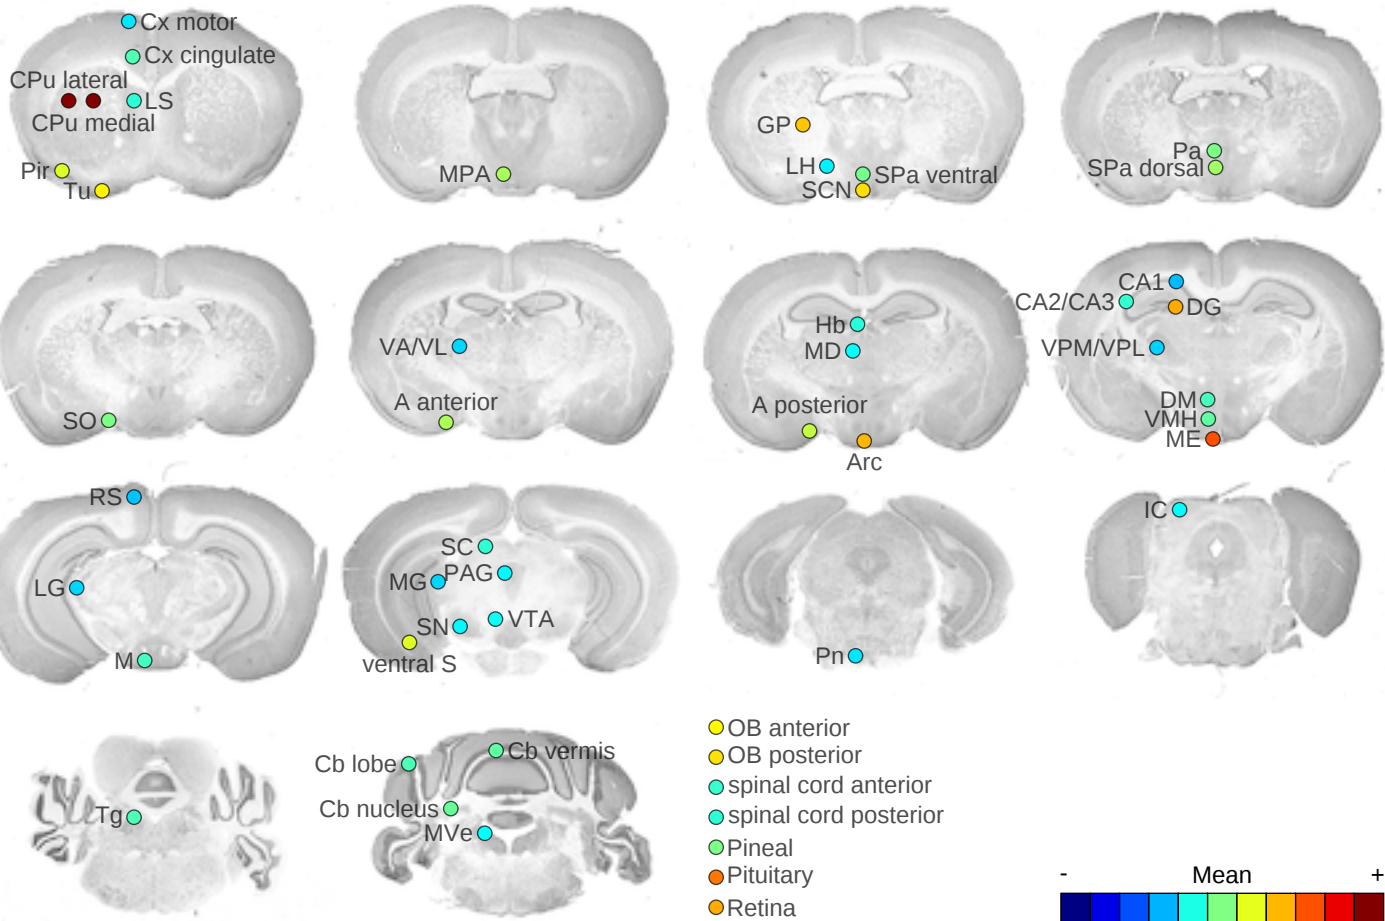 Cx motor
Cx cingulate
CPu lateral
LS
CPu medial
Pir
Tu
MPA
GP
LH
SPa ventral
SCN
Pa
SPa dorsal
SO
VA/VL
A anterior
Hb
MD
A posterior
Arc
CA1
CA2/CA3
DG
VPM/VPL
DM
VMH
ME
RS
LG
M
SC
PAG
MG
VTA
SN
ventral S
Pn
IC
Tg
Cb vermis
Cb lobe
Cb nucleus
MVe
OB anterior
OB posterior
spinal cord anterior
spinal cord posterior
Pineal
Pituitary
Retina
- Mean +